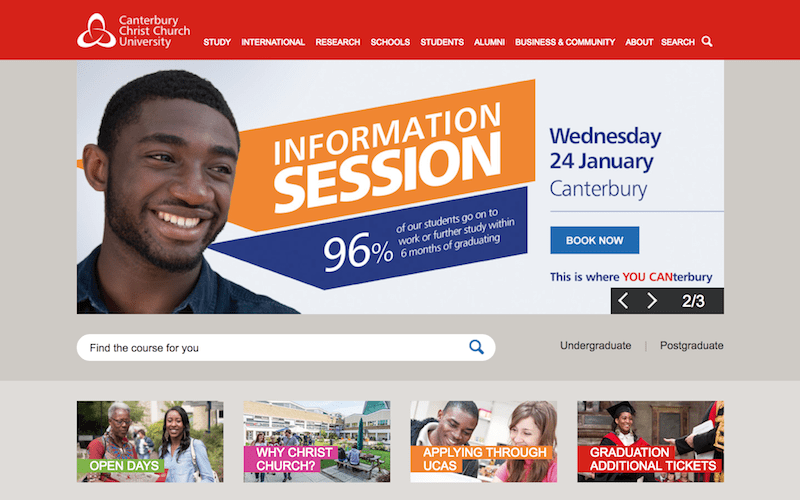 Canterbury
Christ Church
University
STUDY INTERNATIONAL RESEARCH SCHOOLS STUDENTS ALUMNI BUSINESS & COMMUNITY ABOUT SEARCH
INFORMATION
SESSION
96% of our students go on to
work or further study within
6 months of graduating
Wednesday
24 January
Canterbury
BOOK NOW
This is where YOU CANterbury
2/3
Find the course for you
Undergraduate | Postgraduate
OPEN DAYS
WHY CHRIST
CHURCH?
APPLYING THROUGH
UCAS
GRADUATION
ADDITIONAL TICKETS